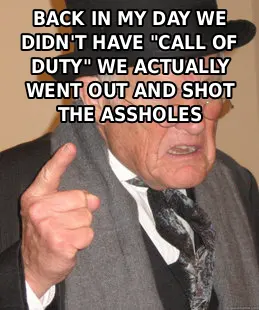 BACK IN MY DAY WE
DIDN'T HAVE "CALL OF
DUTY" WE ACTUALLY
WENT OUT AND SHOT
THE ASSHOLES